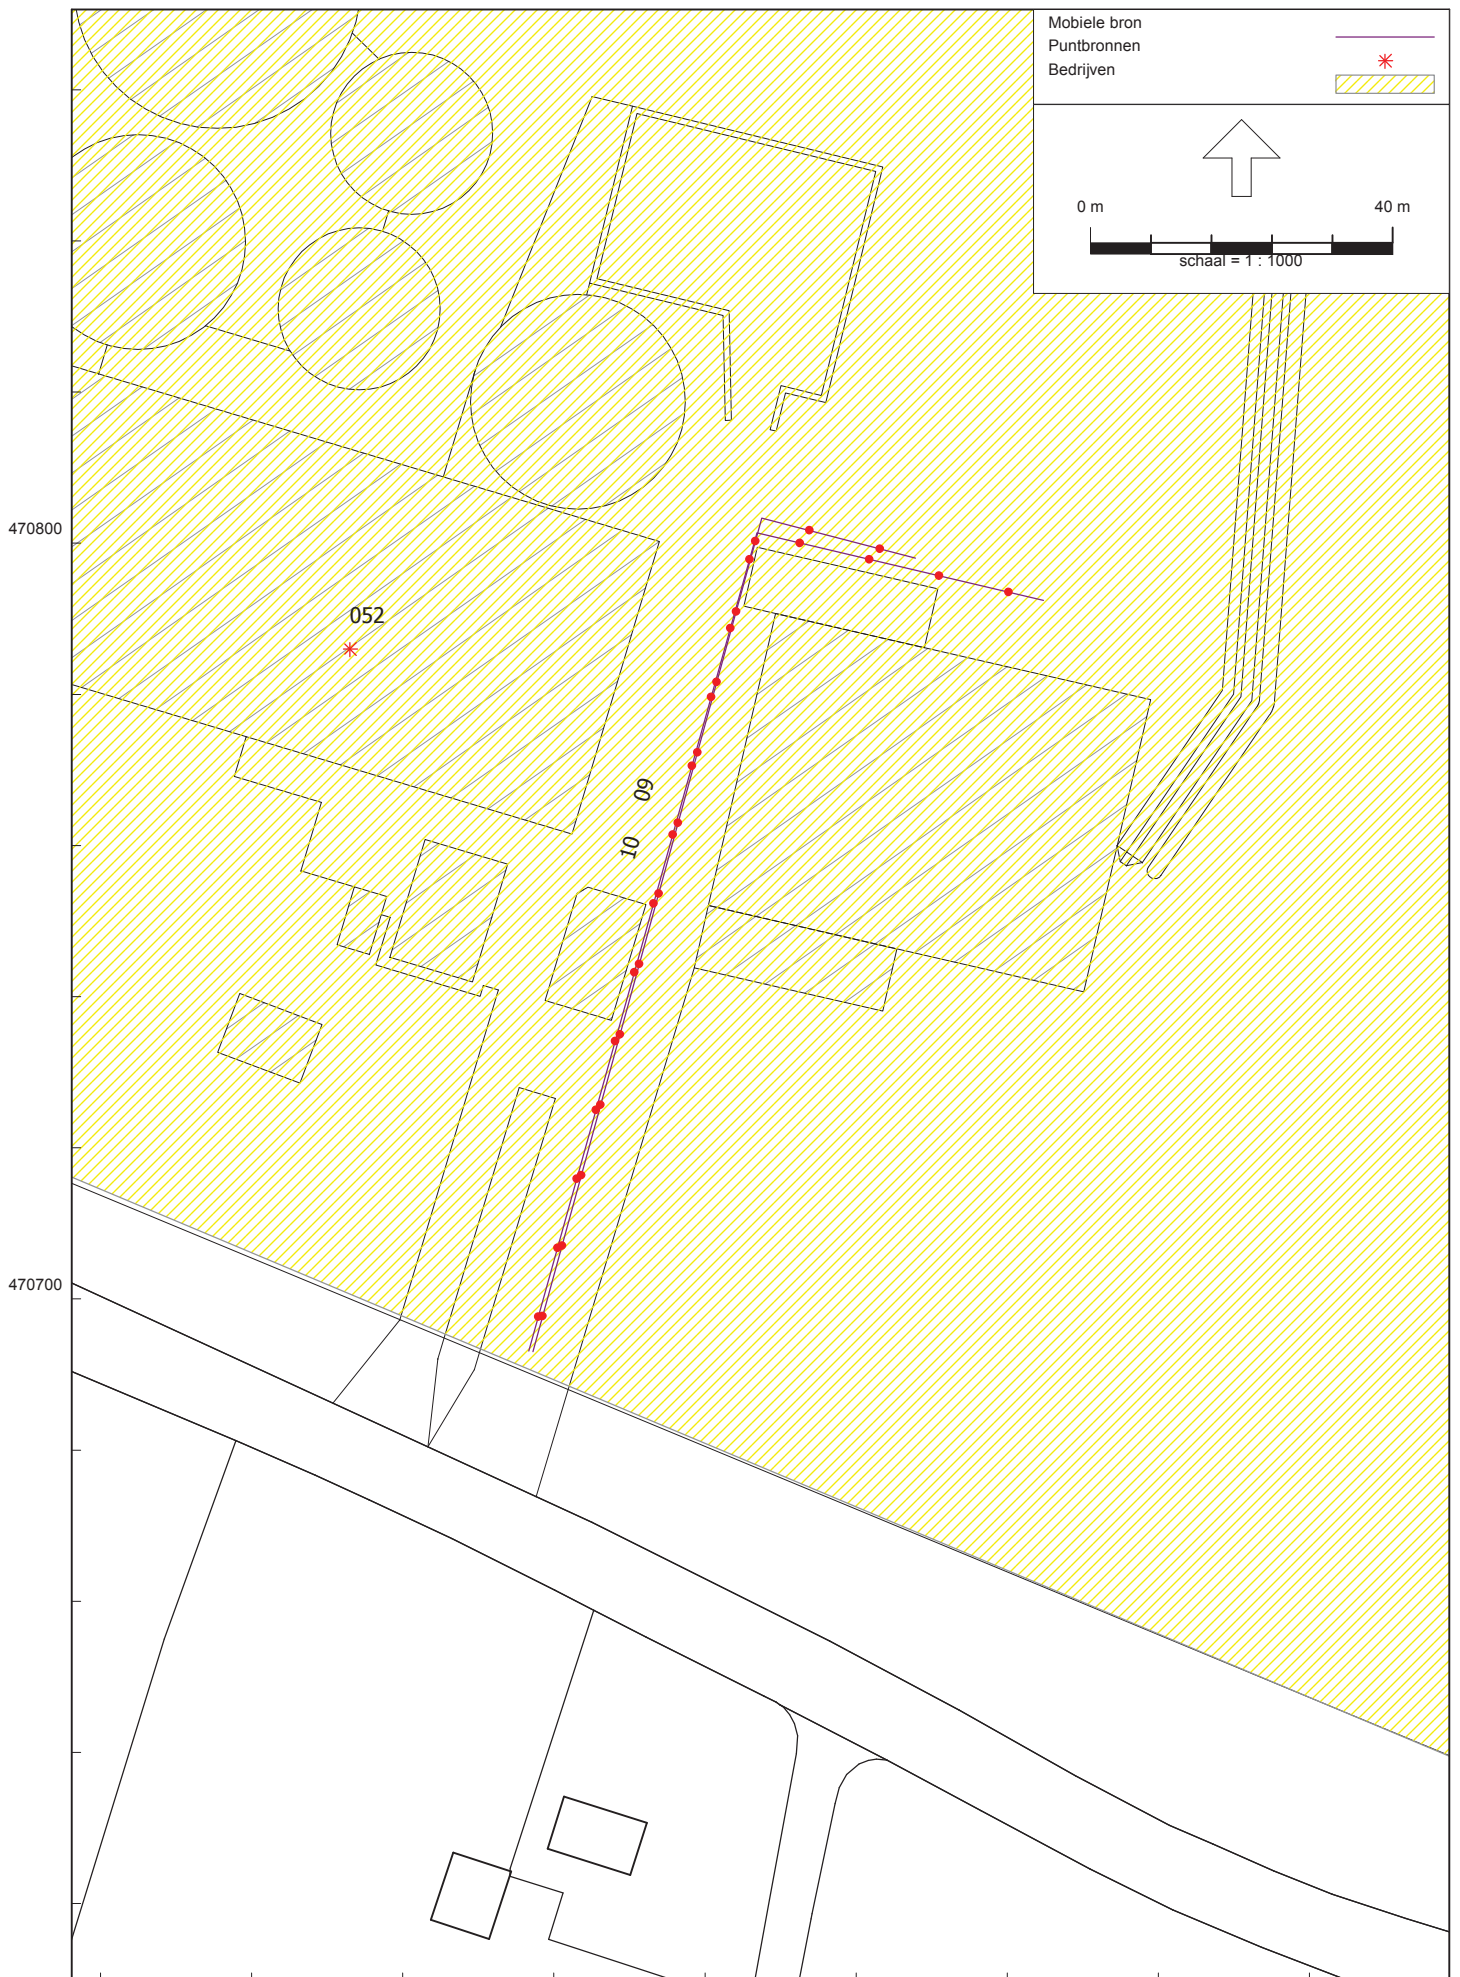 Mobiele bron
Puntbronnen
Bedrijven
0 m 40 m
schaal = 1 : 1000
470800
052
09
10
470700